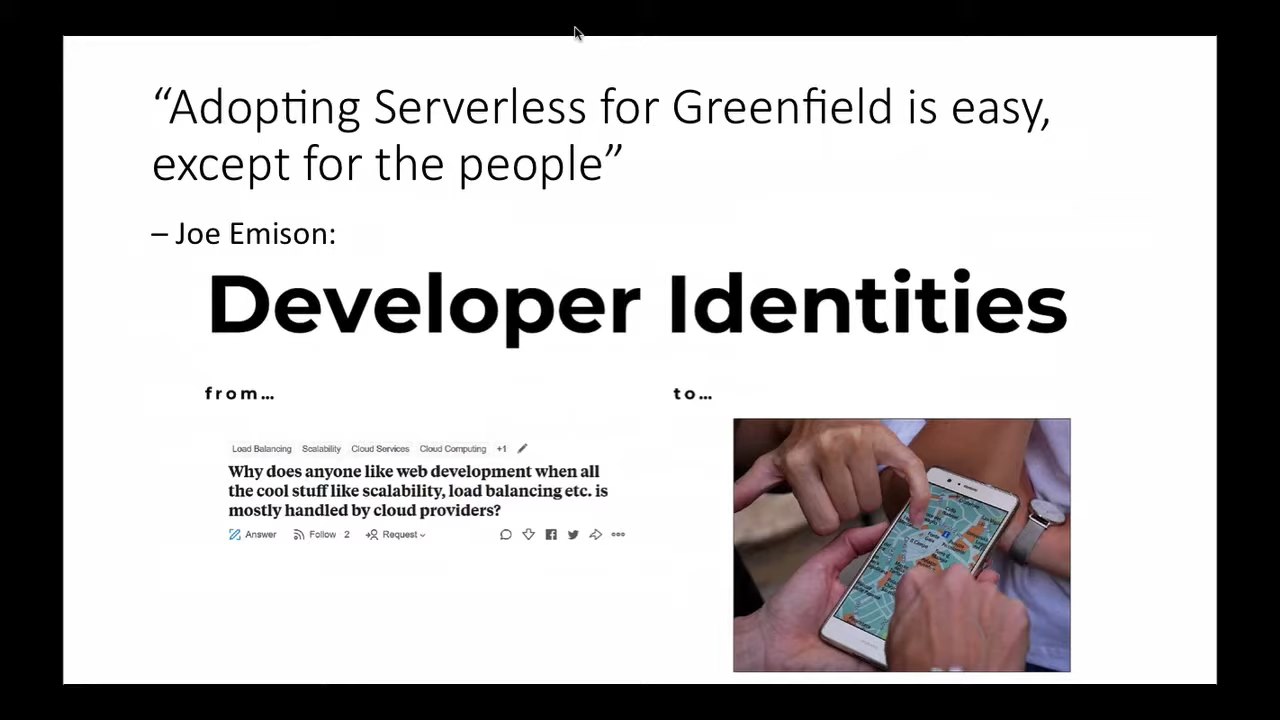 “Adopting Serverless for Greenfield is easy,
except for the people”
– Joe Emison:
Developer Identities
from…
to…
Load Balancing Scalability Cloud Services Cloud Computing +1
Why does anyone like web development when all
the cool stuff like scalability, load balancing etc. is
mostly handled by cloud providers?
Answer Follow 2 Request